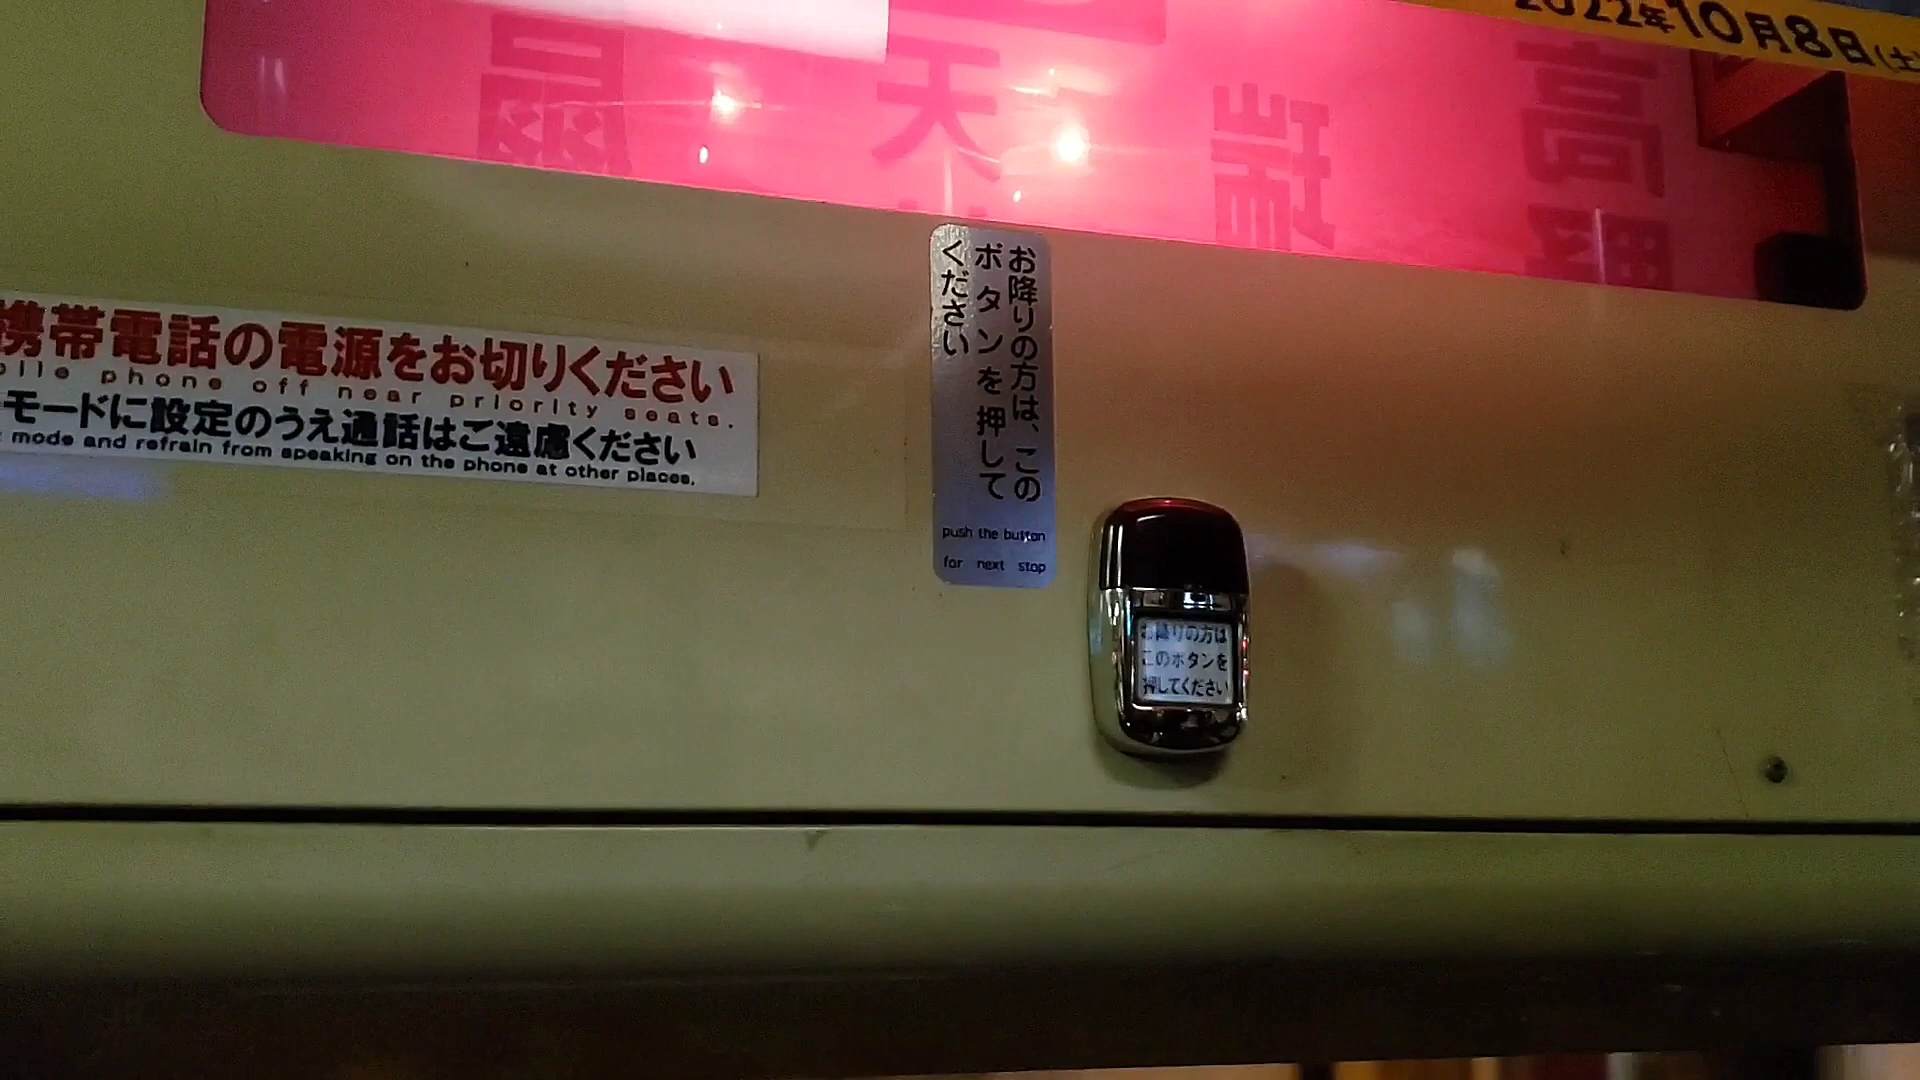 2022年10月8日(土
天
高
携帯電話の電源をお切りください
phone off near priority seats.
モードに設定のうえ通話はご遠慮ください
mode and refrain from speaking on the phone at other places.
お降りの方は、この
ボタンを押して
ください
push the button
for next stop
お降りの方は
このボタンを
押してください